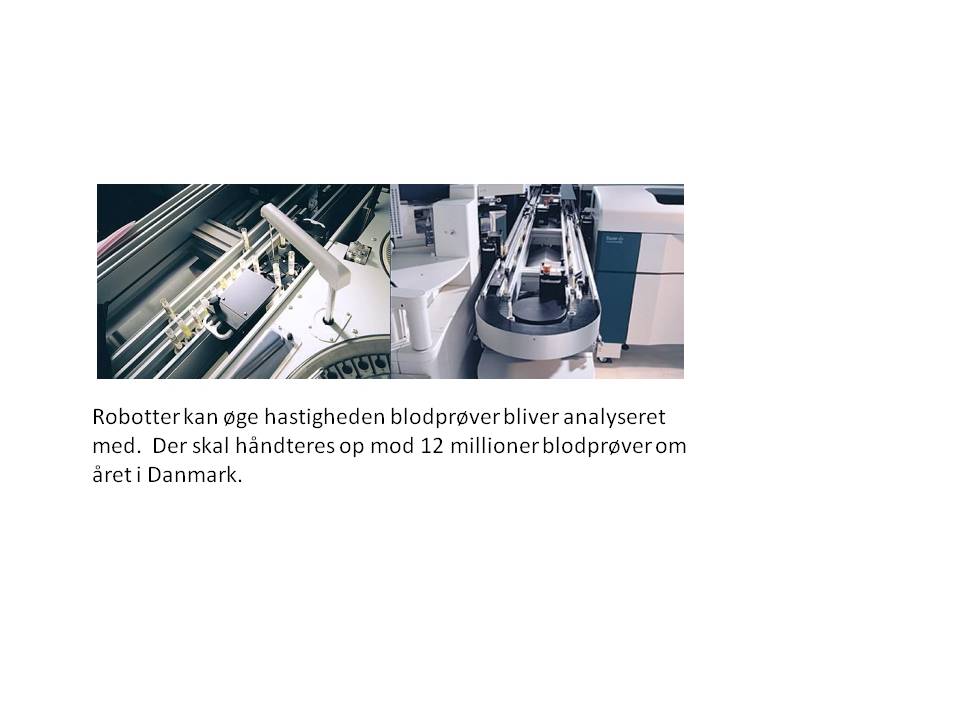 Robotter kan øge hastigheden blodprøver bliver analyseret
med.  Der skal håndteres op mod 12 millioner blodprøver om
året i Danmark.